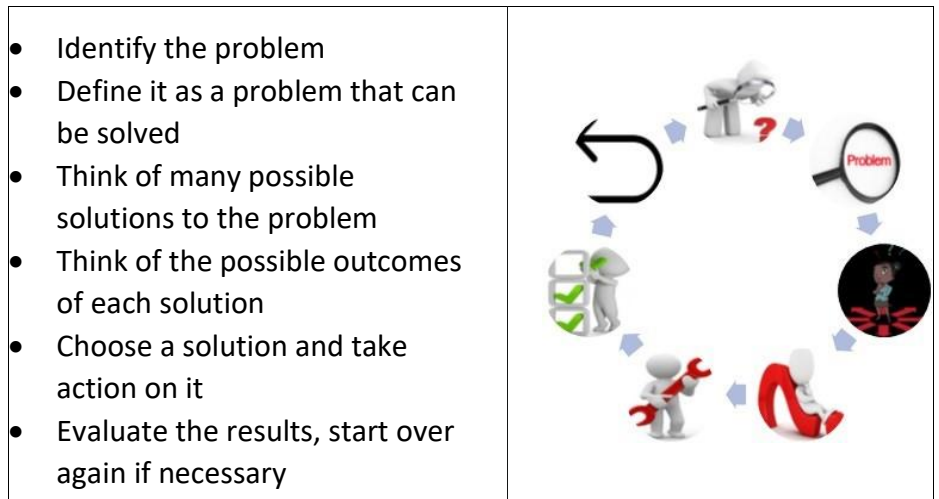 • Identify the problem
• Define it as a problem that can
be solved
• Think of many possible
solutions to the problem
• Think of the possible outcomes
of each solution
• Choose a solution and take
action on it
• Evaluate the results, start over
again if necessary
?
Problem